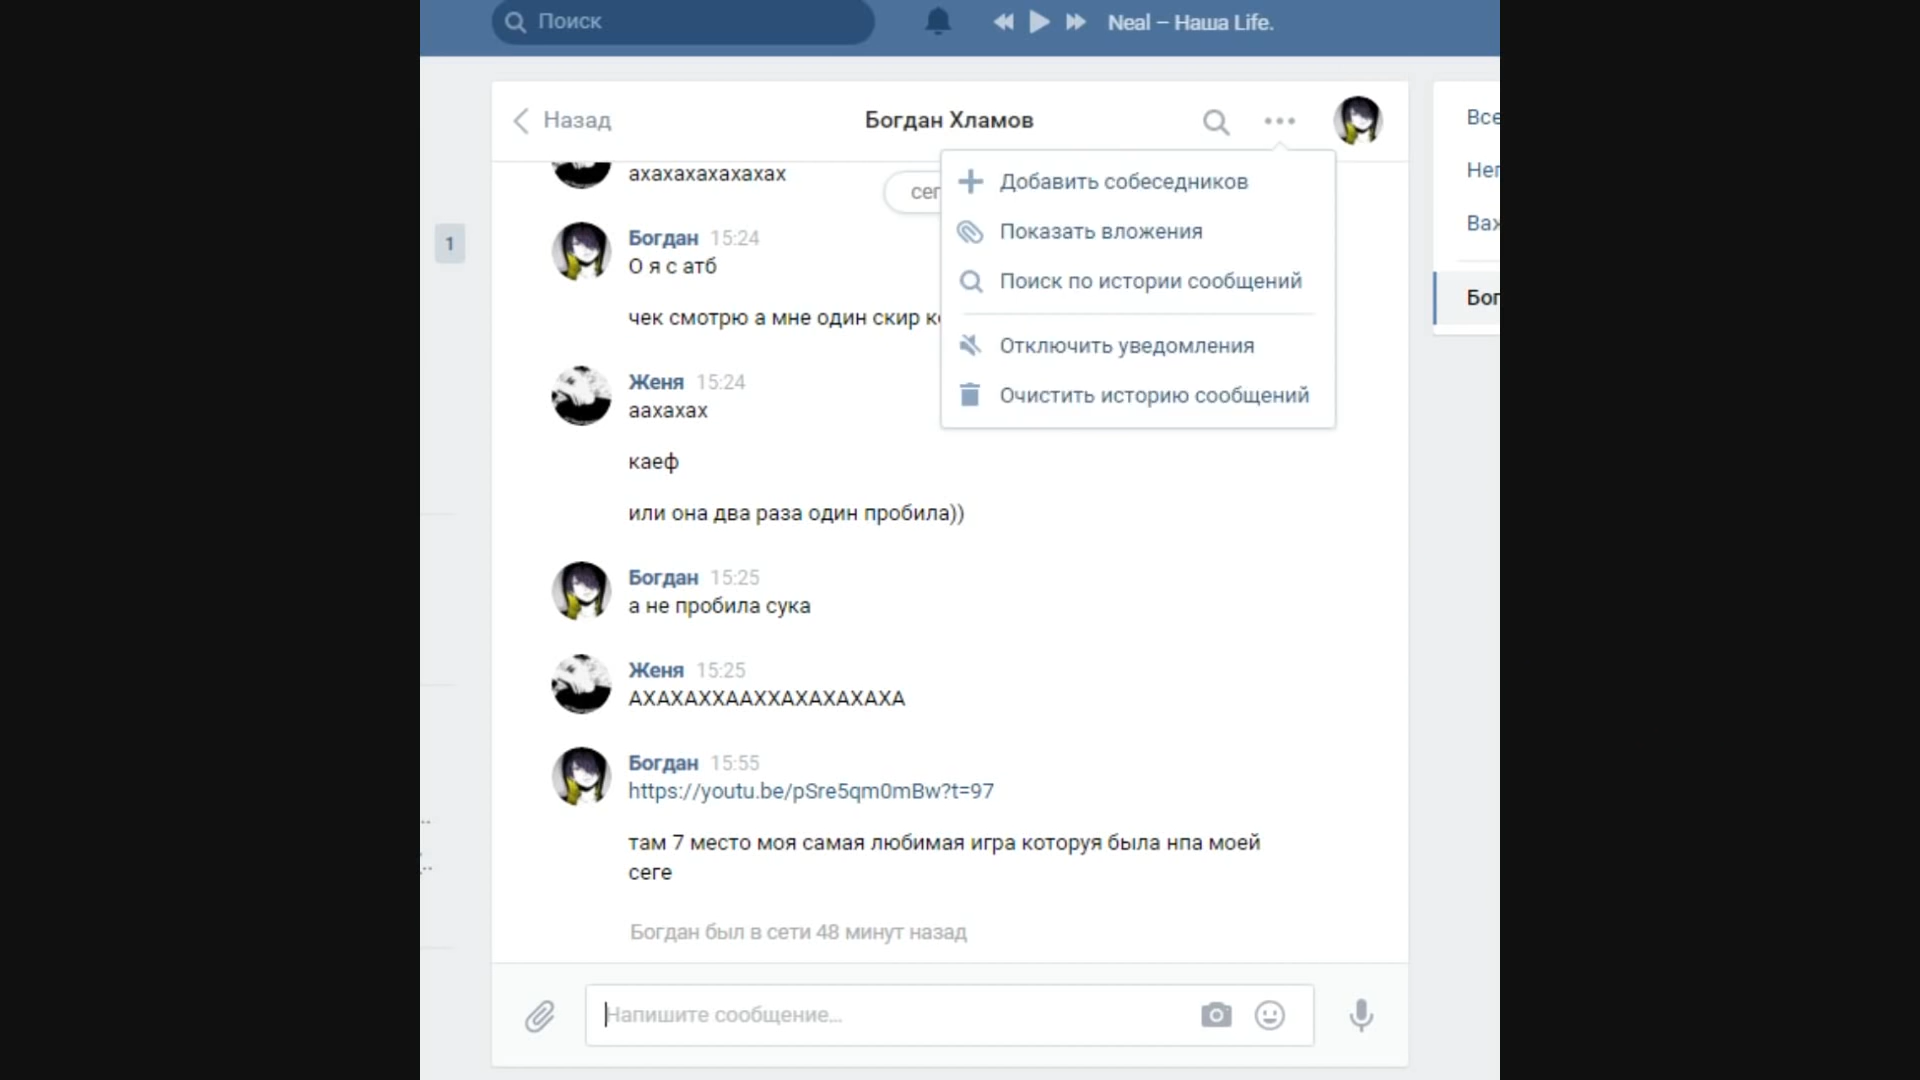 Поиск
Neal – Наша Life.
Назад
Богдан Хламов
Все
ахахахахахахах
Добавить собеседников
Показать вложения
Поиск по истории сообщений
Отключить уведомления
Очистить историю сообщений
1
Богдан 15:24
О я с атб
чек смотрю а мне один скир
Женя 15:24
аахахах
каеф
или она два раза один пробила))
Богдан 15:25
а не пробила сука
Женя 15:25
АХАХАХХААХХАХАХАХАХА
Богдан 15:55
https://youtu.be/pSre5qm0mBw?t=97
там 7 место моя самая любимая игра которуя была нпа моей
сеге
Богдан был в сети 48 минут назад
Напишите сообщение...